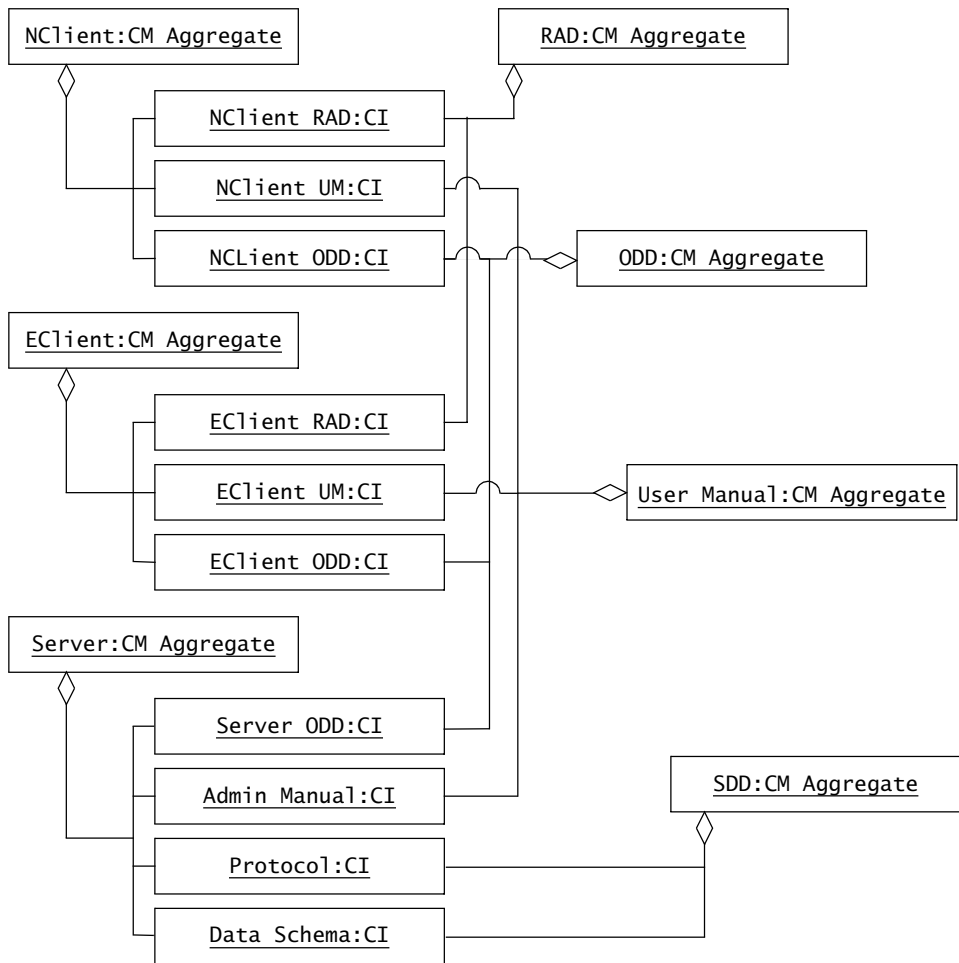 NClient:CM Aggregate
RAD:CM Aggregate
NClient RAD:CI
NClient UM:CI
NCLient ODD:CI
ODD:CM Aggregate
EClient:CM Aggregate
EClient RAD:CI
EClient UM:CI
User Manual:CM Aggregate
EClient ODD:CI
Server:CM Aggregate
Server ODD:CI
SDD:CM Aggregate
Admin Manual:CI
Protocol:CI
Data Schema:CI